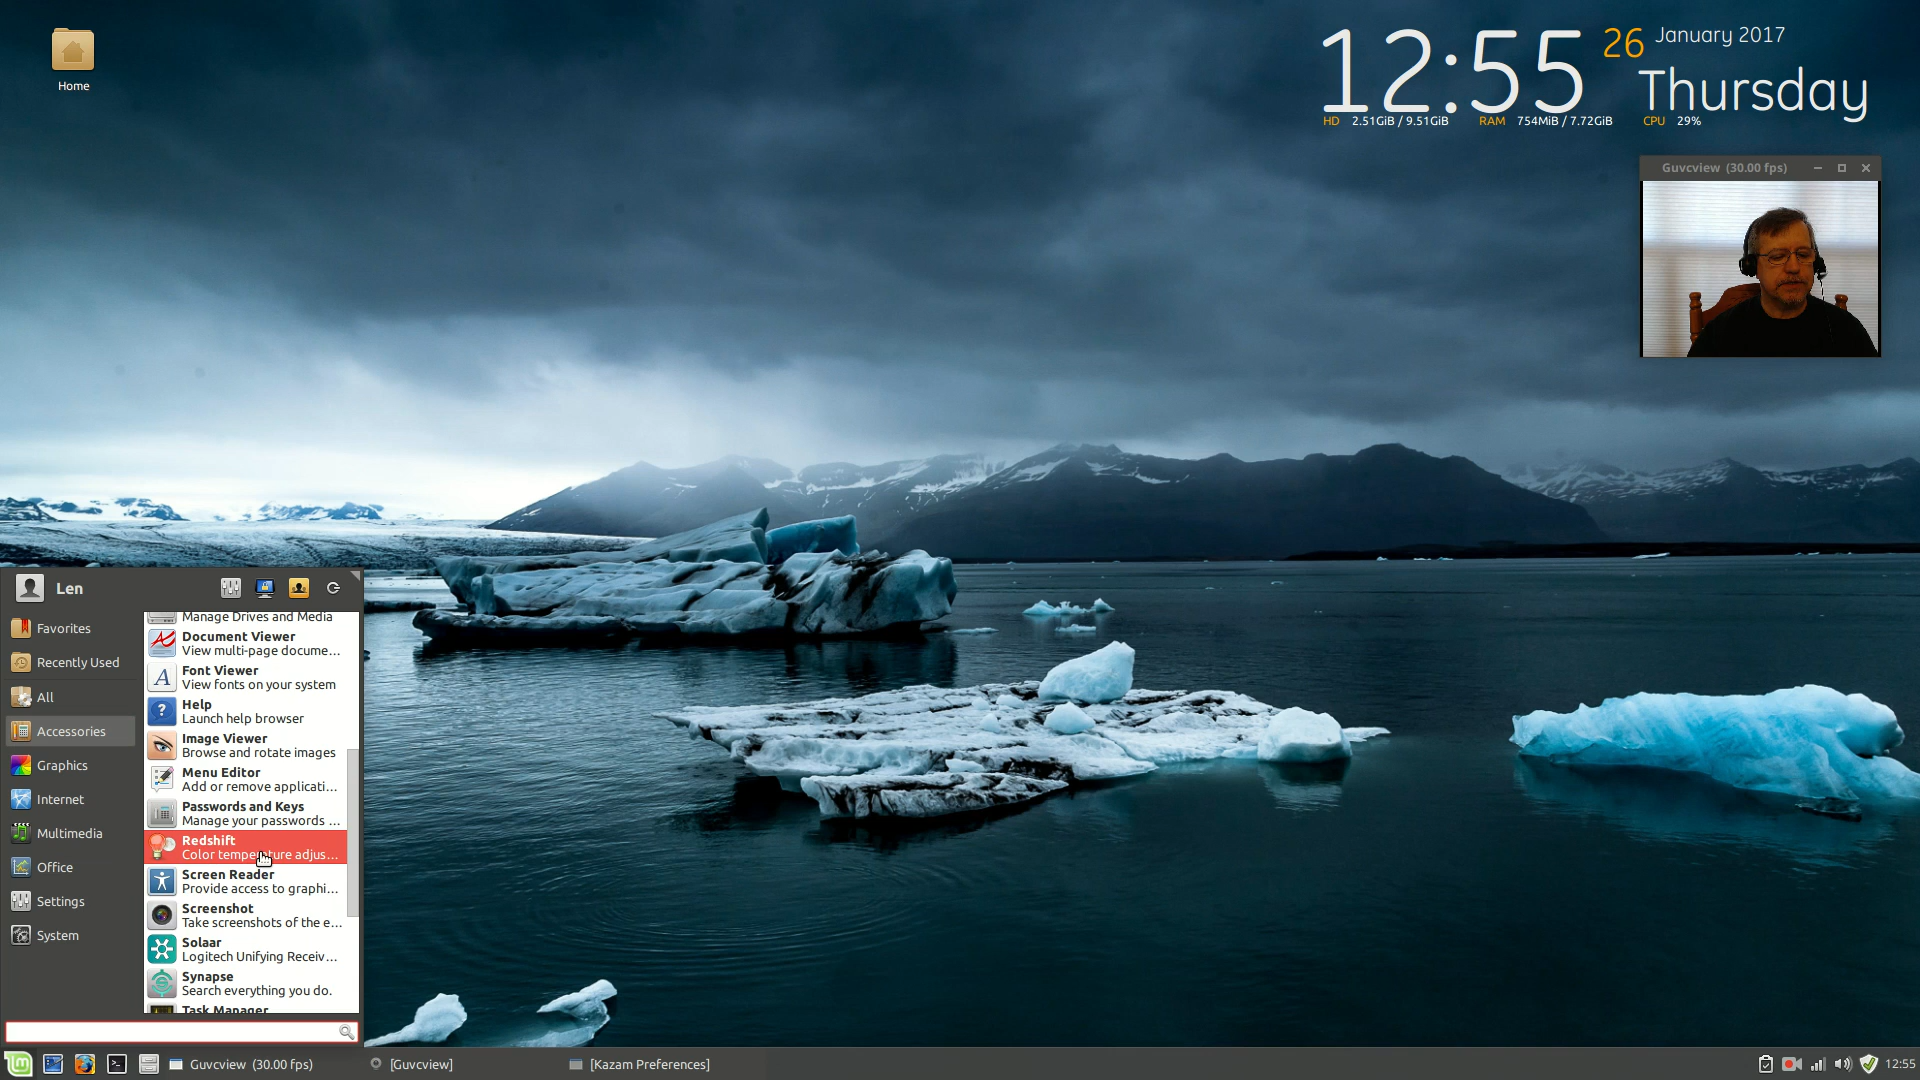 Home
12:55
26
January 2017
Thursday
HD 2.51GiB / 9.51GiB RAM 754MiB / 7.72GiB CPU 29%
Guvcview (30.00 fps)
Len
Favorites
Recently Used
All
Accessories
Graphics
Internet
Multimedia
Office
Settings
System
Manage Drives and Media
Document Viewer
View multi-page docume...
Font Viewer
View fonts on your system
Help
Launch help browser
Image Viewer
Browse and rotate images
Menu Editor
Add or remove applicati...
Passwords and Keys
Manage your passwords ...
Redshift
Color temperature adjus...
Screen Reader
Provide access to graphi...
Screenshot
Take screenshots of the e...
Solaar
Logitech Unifying Receiv...
Synapse
Search everything you do.
Task Manager
Guvcview (30.00 fps)
[Guvcview]
[Kazam Preferences]
12:55